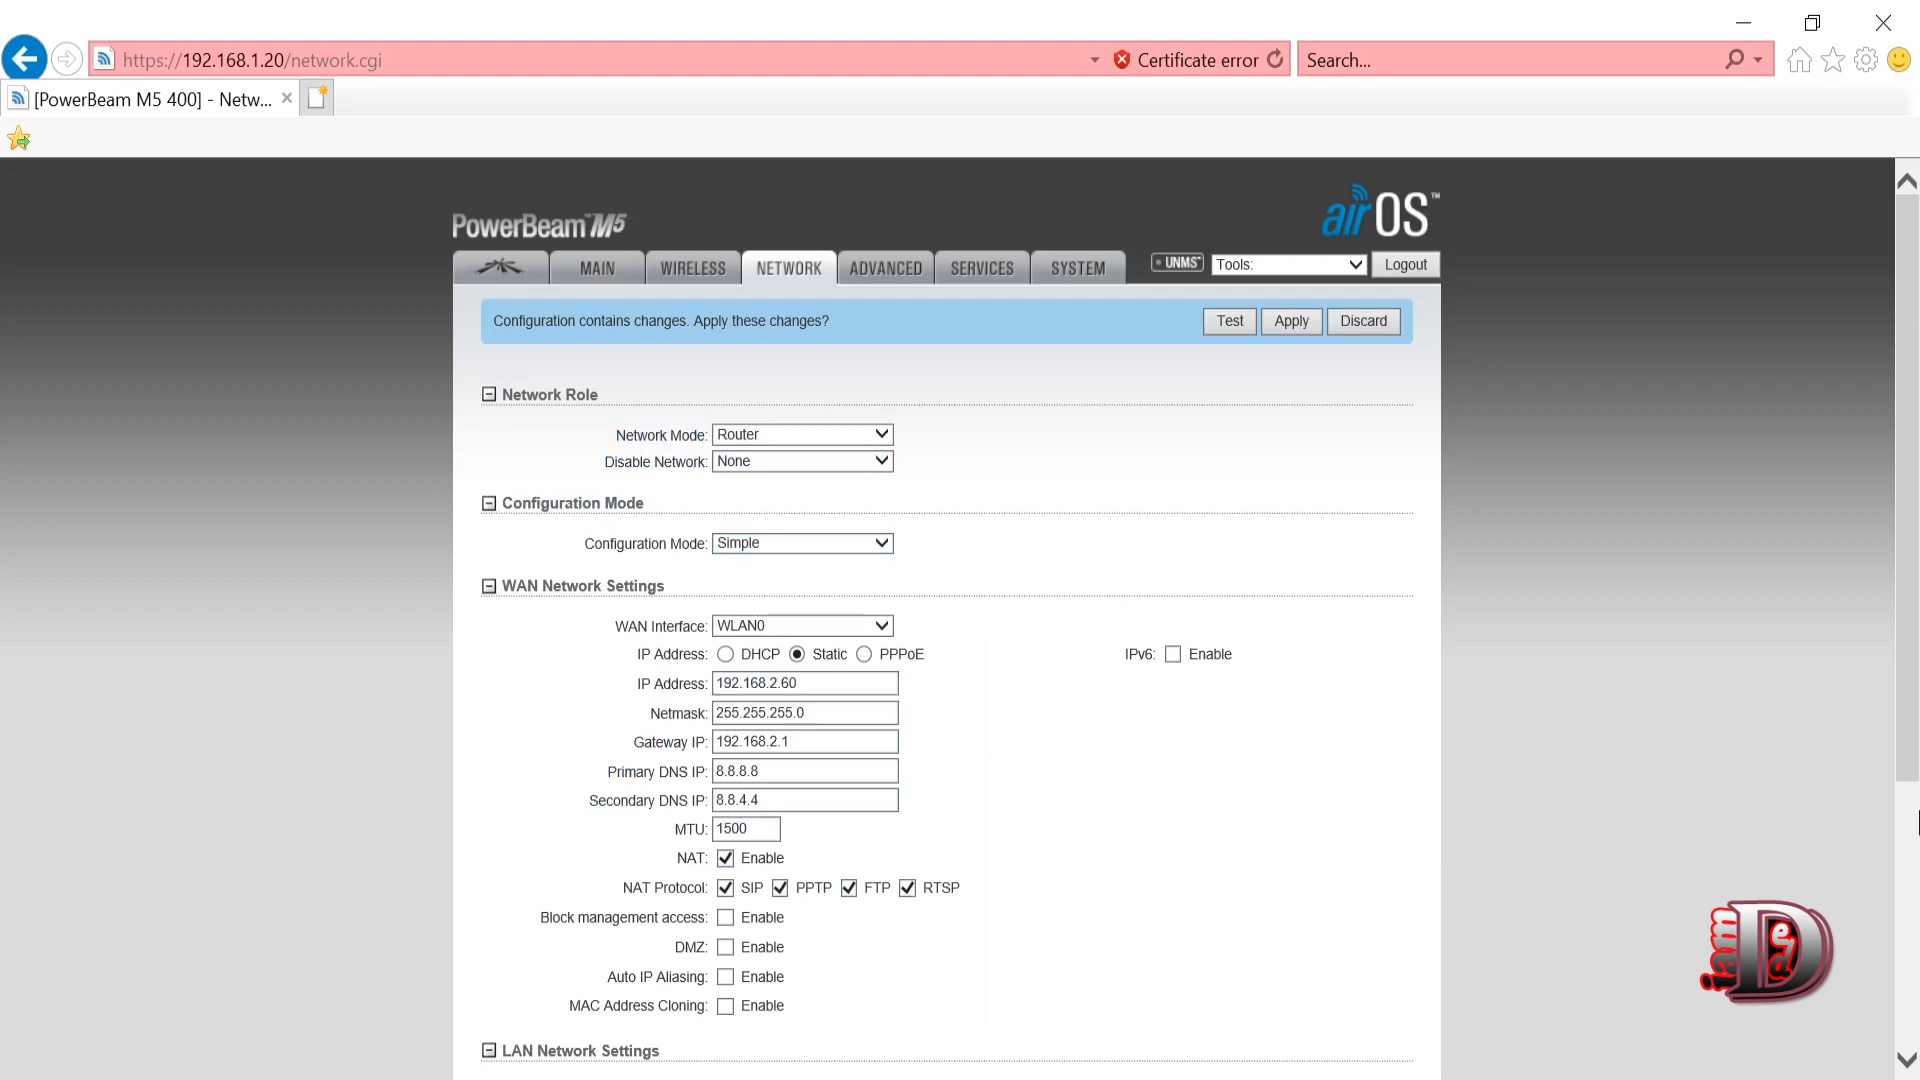 https://192.168.1.20/network.cgi
Certificate error
Search...
[PowerBeam M5 400] - Netw...
PowerBeam™ M5
airOS™
MAIN
WIRELESS
NETWORK
ADVANCED
SERVICES
SYSTEM
UNMS™
Tools:
Logout
Configuration contains changes. Apply these changes?
Test
Apply
Discard
Network Role
Network Mode: Router
Disable Network: None
Configuration Mode
Configuration Mode: Simple
WAN Network Settings
WAN Interface: WLAN0
IP Address: DHCP Static PPPoE
IPv6: Enable
IP Address: 192.168.2.60
Netmask: 255.255.255.0
Gateway IP: 192.168.2.1
Primary DNS IP: 8.8.8.8
Secondary DNS IP: 8.8.4.4
MTU: 1500
NAT: Enable
NAT Protocol: SIP PPTP FTP RTSP
Block management access: Enable
DMZ: Enable
Auto IP Aliasing: Enable
MAC Address Cloning: Enable
LAN Network Settings